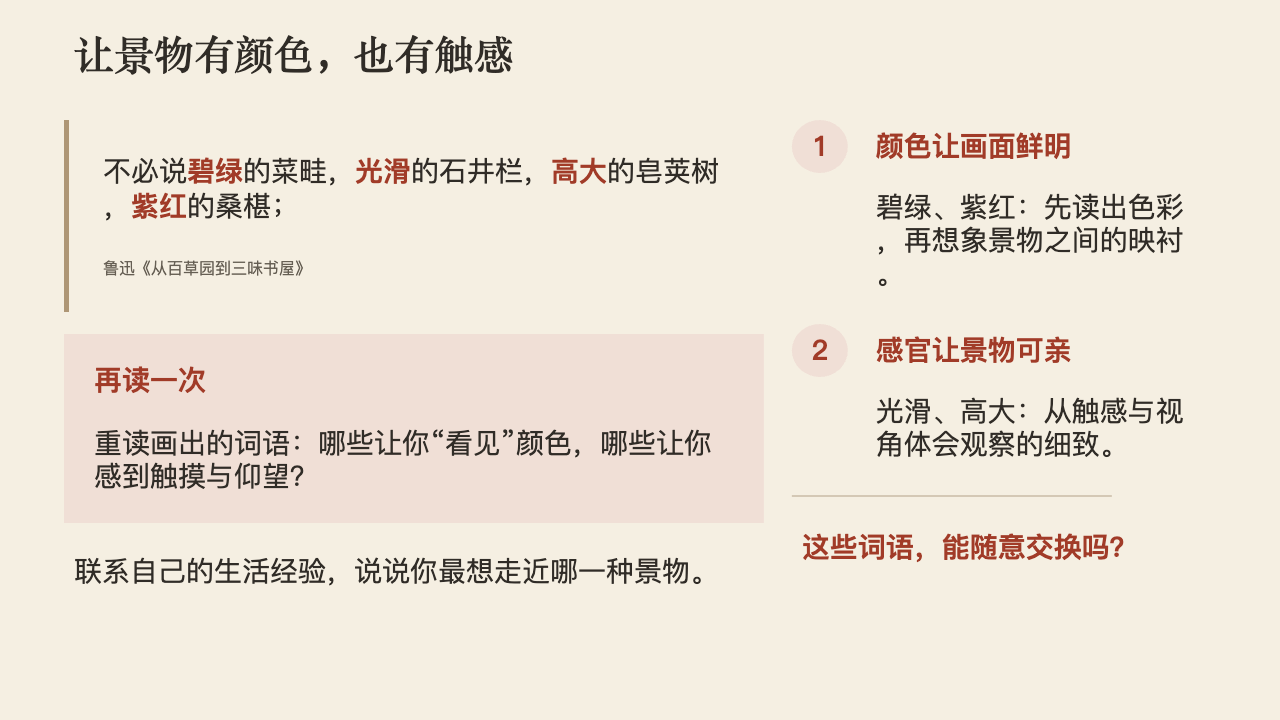 让景物有颜色，也有触感
不必说碧绿的菜畦，光滑的石井栏，高大的皂荚树
，紫红的桑椹；
鲁迅《从百草园到三味书屋》
再读一次
重读画出的词语：哪些让你“看见”颜色，哪些让你
感到触摸与仰望？
联系自己的生活经验，说说你最想走近哪一种景物。
1
颜色让画面鲜明
碧绿、紫红：先读出色彩
，再想象景物之间的映衬
。
2
感官让景物可亲
光滑、高大：从触感与视
角体会观察的细致。
这些词语，能随意交换吗？